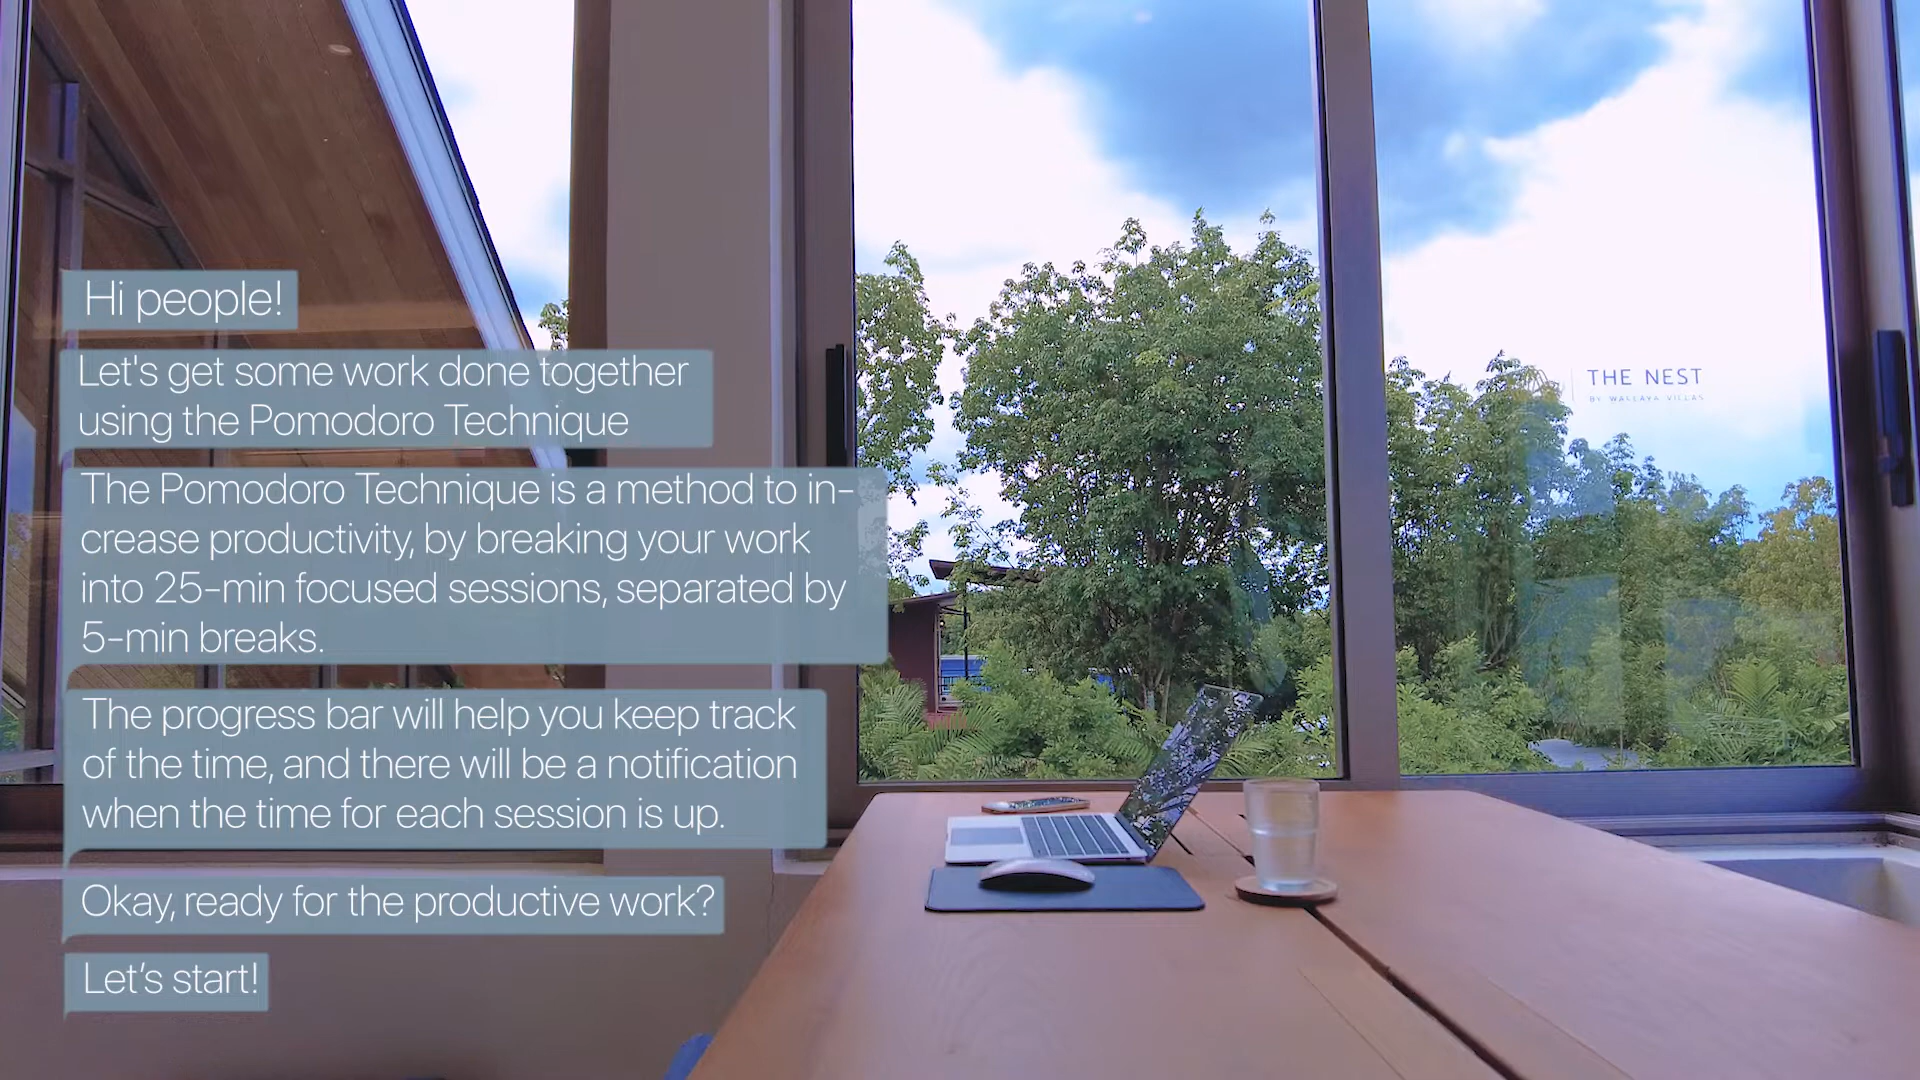 Hi people!
Let's get some work done together
using the Pomodoro Technique
The Pomodoro Technique is a method to in-
crease productivity, by breaking your work
into 25-min focused sessions, separated by
5-min breaks.
The progress bar will help you keep track
of the time, and there will be a notification
when the time for each session is up.
Okay, ready for the productive work?
Let's start!
THE NEST
BY WALLAYA VILLAS